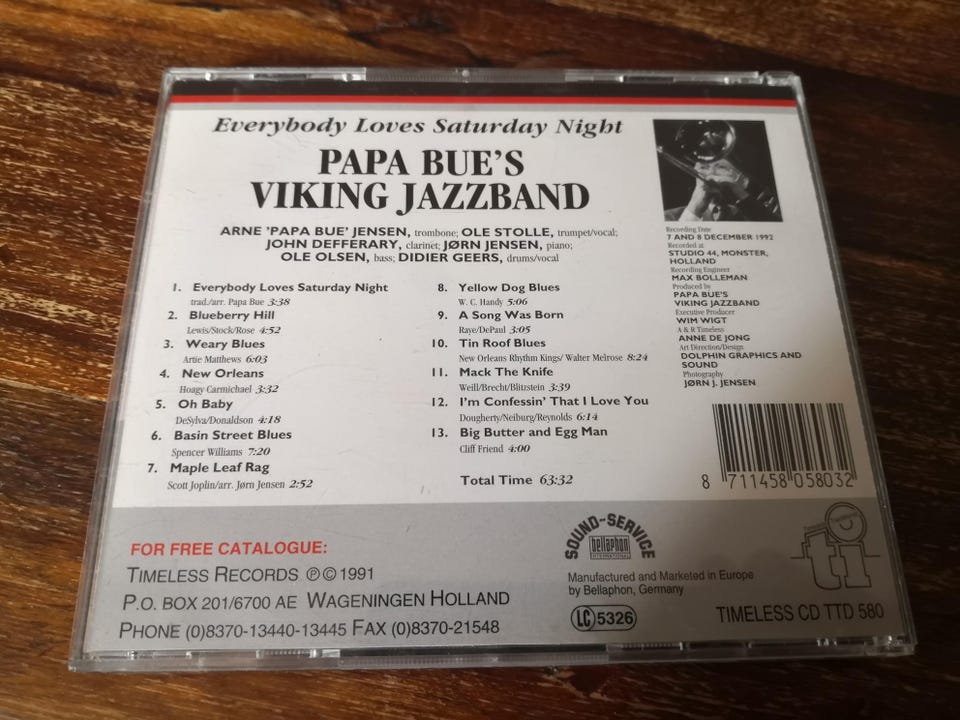 Everybody Loves Saturday Night
PAPA BUE'S
VIKING JAZZBAND
ARNE 'PAPA BUE' JENSEN, trombone; OLE STOLLE, trumpet/vocal;
JOHN DEFFERARY, clarinet; JØRN JENSEN, piano;
OLE OLSEN, bass; DIDIER GEERS, drums/vocal
1. Everybody Loves Saturday Night
trad./arr. Papa Bue 3:38
2. Blueberry Hill
Lewis/Stock/Rose 4:52
3. Weary Blues
Artie Matthews 6:03
4. New Orleans
Hoagy Carmichael 3:32
5. Oh Baby
DeSylva/Donaldson 4:18
6. Basin Street Blues
Spencer Williams 7:20
7. Maple Leaf Rag
Scott Joplin/arr. Jørn Jensen 2:52
8. Yellow Dog Blues
W. C. Handy 5:06
9. A Song Was Born
Raye/DePaul 3:05
10. Tin Roof Blues
New Orleans Rhythm Kings/ Walter Melrose 8:24
11. Mack The Knife
Weill/Brecht/Blitzstein 3:39
12. I'm Confessin' That I Love You
Dougherty/Neiburg/Reynolds 6:14
13. Big Butter and Egg Man
Cliff Friend 4:00
Total Time 63:32
Recording Date
7 AND 8 DECEMBER 1992
Recorded at
STUDIO 44, MONSTER,
HOLLAND
Recording Engineer
MAX BOLLEMAN
Produced by
PAPA BUE'S
VIKING JAZZBAND
Executive Producer
WIM WIGT
A & R Timeless
ANNE DE JONG
Art Direction/Design
DOLPHIN GRAPHICS AND
SOUND
Photography
JØRN J. JENSEN
8 711458 058032
FOR FREE CATALOGUE:
TIMELESS RECORDS ℗ © 1991
P.O. BOX 201/6700 AE WAGENINGEN HOLLAND
PHONE (0)8370-13440-13445 FAX (0)8370-21548
SOUND-SERVICE
bellaphon
INTERNATIONAL
Manufactured and Marketed in Europe
by Bellaphon, Germany
LC 5326
ti
TIMELESS CD TTD 580